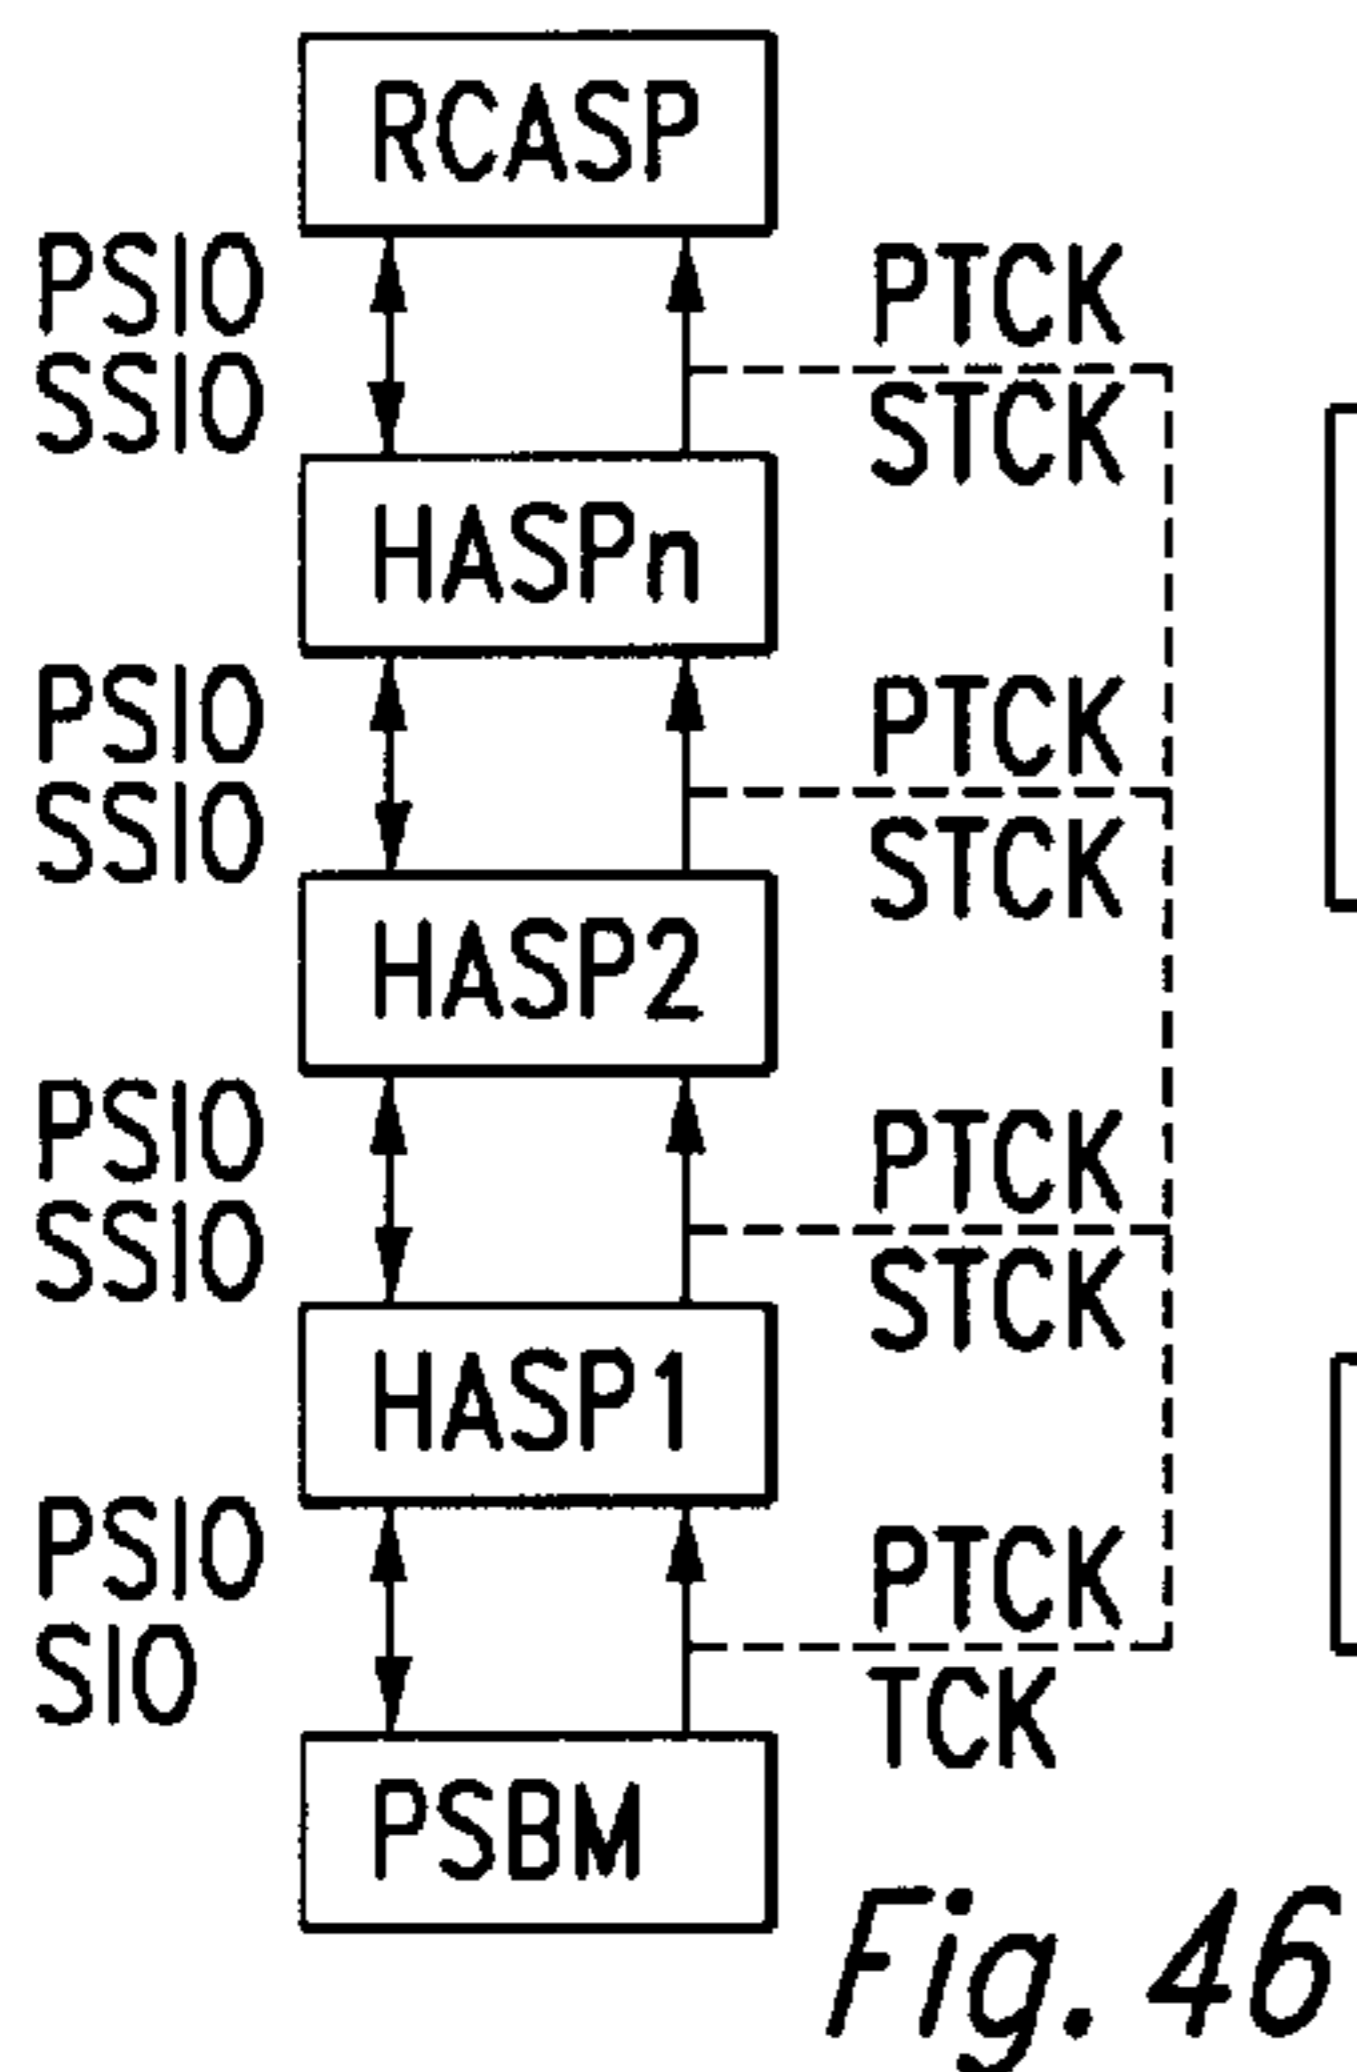 RCASP
PSIO
PTCK
SSIO
STCK
HASPn
PSIO
PTCK
SSIO
STCK
HASP2
PSIO
PTCK
SSIO
STCK
HASP1
PSIO
PTCK
SIO
TCK
PSBM
Fig. 46